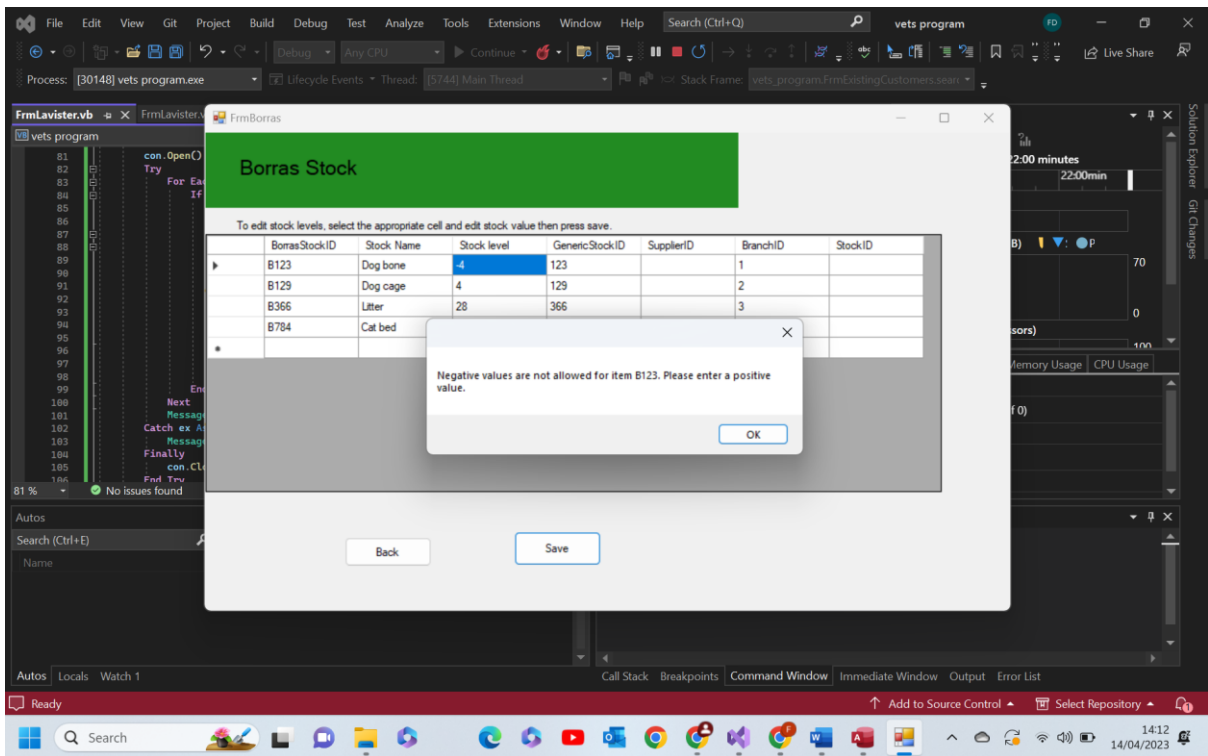 File Edit View Git Project Build Debug Test Analyze Tools Extensions Window Help Search (Ctrl+Q) vets program FD
Debug Any CPU Continue Live Share
Process: [30148] vets program.exe Lifecycle Events Thread: [5744] Main Thread Stack Frame: vets_program.FrmExistingCustomers.sean
FrmLavister.vb FrmLavister.v
vets program
81 con.Open()
82 Try
83 For Eac
84 If
85
86
87
88
89
90
91
92
93
94
95
96
97
98
99 En
100 Next
101 Messag
102 Catch ex A
103 Messag
104 Finally
105 con.Cl
106 End Try
81 % No issues found
FrmBorras
Borras Stock
To edit stock levels, select the appropriate cell and edit stock value then press save.
BorrasStockID Stock Name Stock level GenericStockID SupplierID BranchID StockID
B123 Dog bone -4 123 1
B129 Dog cage 4 129 2
B366 Litter 28 366 3
B784 Cat bed
Negative values are not allowed for item B123. Please enter a positive
value.
OK
Back Save
22:00 minutes
22:00min
B) P
70
0
sors)
100
Memory Usage CPU Usage
f 0)
Solution Explorer
Git Changes
Autos
Search (Ctrl+E)
Name
Autos Locals Watch 1
Call Stack Breakpoints Command Window Immediate Window Output Error List
Ready Add to Source Control Select Repository
Search
14:12
14/04/2023